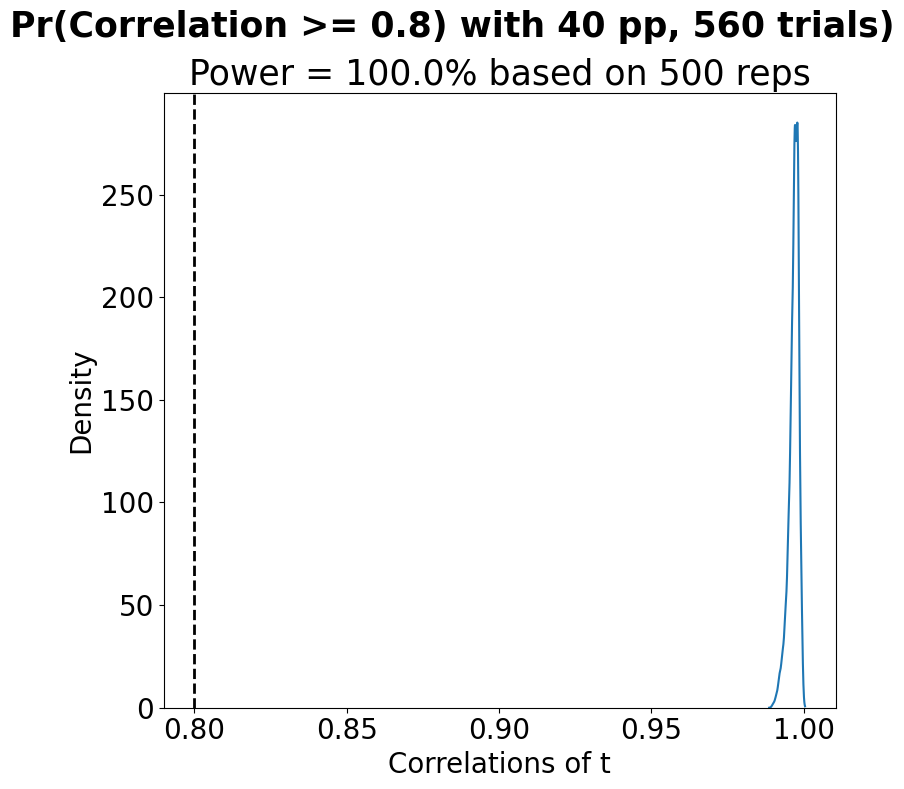 Pr(Correlation >= 0.8) with 40 pp, 560 trials)
Power = 100.0% based on 500 reps
250
200
150
100
50
0
Density
0.80 0.85 0.90 0.95 1.00
Correlations of t